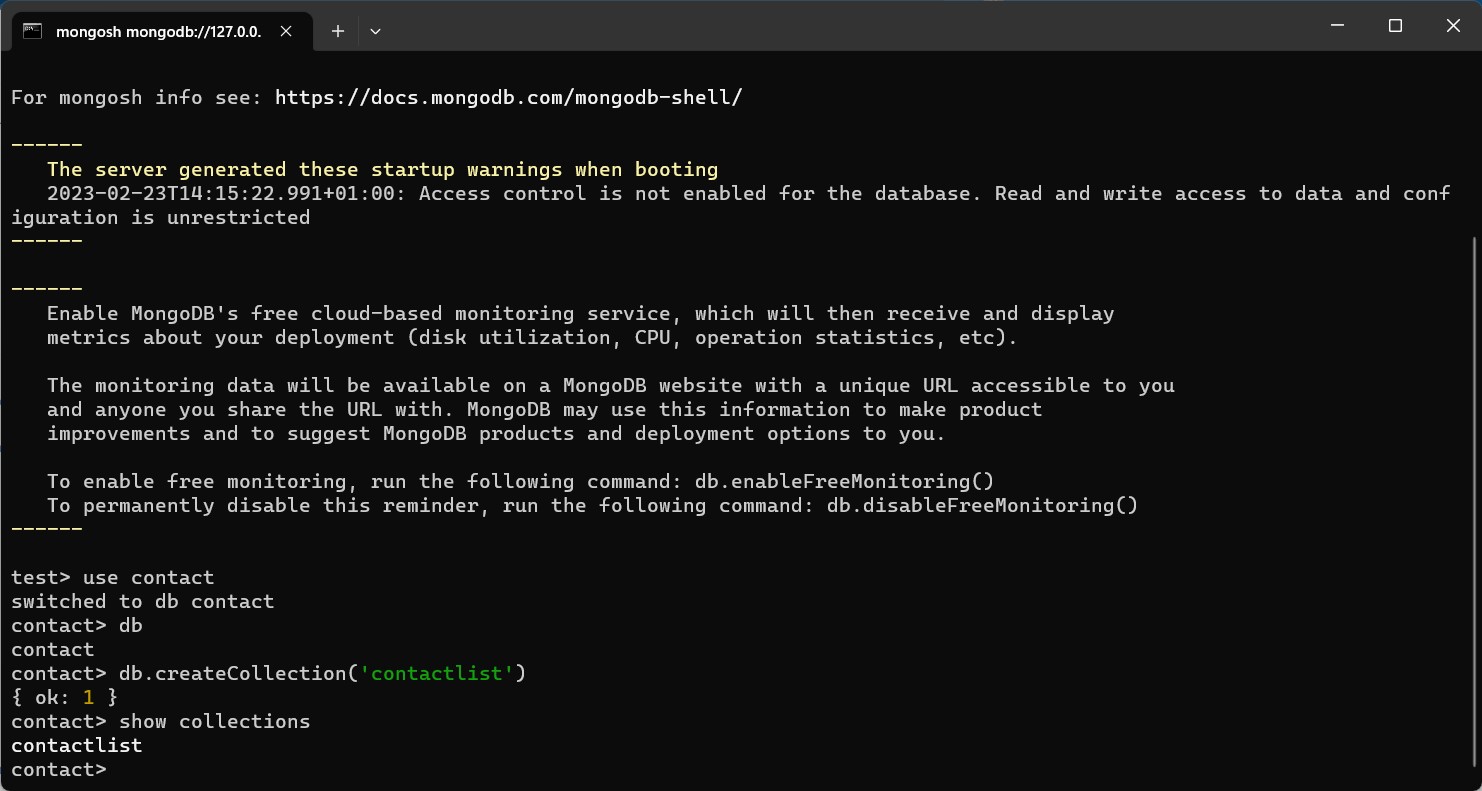 mongosh mongodb://127.0.0.
For mongosh info see: https://docs.mongodb.com/mongodb-shell/
------
The server generated these startup warnings when booting
2023-02-23T14:15:22.991+01:00: Access control is not enabled for the database. Read and write access to data and conf
iguration is unrestricted
------
------
Enable MongoDB's free cloud-based monitoring service, which will then receive and display
metrics about your deployment (disk utilization, CPU, operation statistics, etc).
The monitoring data will be available on a MongoDB website with a unique URL accessible to you
and anyone you share the URL with. MongoDB may use this information to make product
improvements and to suggest MongoDB products and deployment options to you.
To enable free monitoring, run the following command: db.enableFreeMonitoring()
To permanently disable this reminder, run the following command: db.disableFreeMonitoring()
------
test> use contact
switched to db contact
contact> db
contact
contact> db.createCollection('contactlist')
{ ok: 1 }
contact> show collections
contactlist
contact>